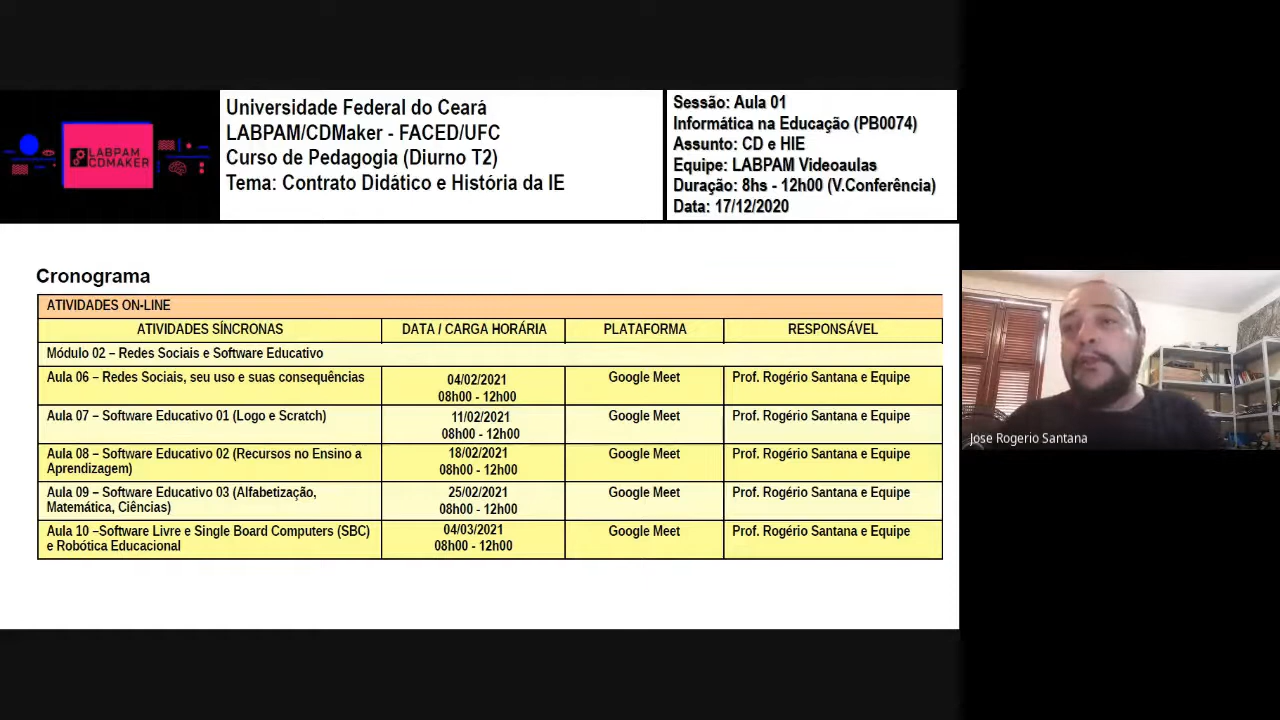 LABPAM
CDMAKER
Universidade Federal do Ceará
LABPAM/CDMaker - FACED/UFC
Curso de Pedagogia (Diurno T2)
Tema: Contrato Didático e História da IE
Sessão: Aula 01
Informática na Educação (PB0074)
Assunto: CD e HIE
Equipe: LABPAM Videoaulas
Duração: 8hs - 12h00 (V.Conferência)
Data: 17/12/2020
Cronograma
ATIVIDADES ON-LINE
ATIVIDADES SÍNCRONAS DATA / CARGA HORÁRIA PLATAFORMA RESPONSÁVEL
Módulo 02 – Redes Sociais e Software Educativo
Aula 06 – Redes Sociais, seu uso e suas consequências 04/02/2021 Google Meet Prof. Rogério Santana e Equipe
08h00 - 12h00
Aula 07 – Software Educativo 01 (Logo e Scratch) 11/02/2021 Google Meet Prof. Rogério Santana e Equipe
08h00 - 12h00
Aula 08 – Software Educativo 02 (Recursos no Ensino a 18/02/2021 Google Meet Prof. Rogério Santana e Equipe
Aprendizagem) 08h00 - 12h00
Aula 09 – Software Educativo 03 (Alfabetização, 25/02/2021 Google Meet Prof. Rogério Santana e Equipe
Matemática, Ciências) 08h00 - 12h00
Aula 10 –Software Livre e Single Board Computers (SBC) 04/03/2021 Google Meet Prof. Rogério Santana e Equipe
e Robótica Educacional 08h00 - 12h00
Jose Rogerio Santana